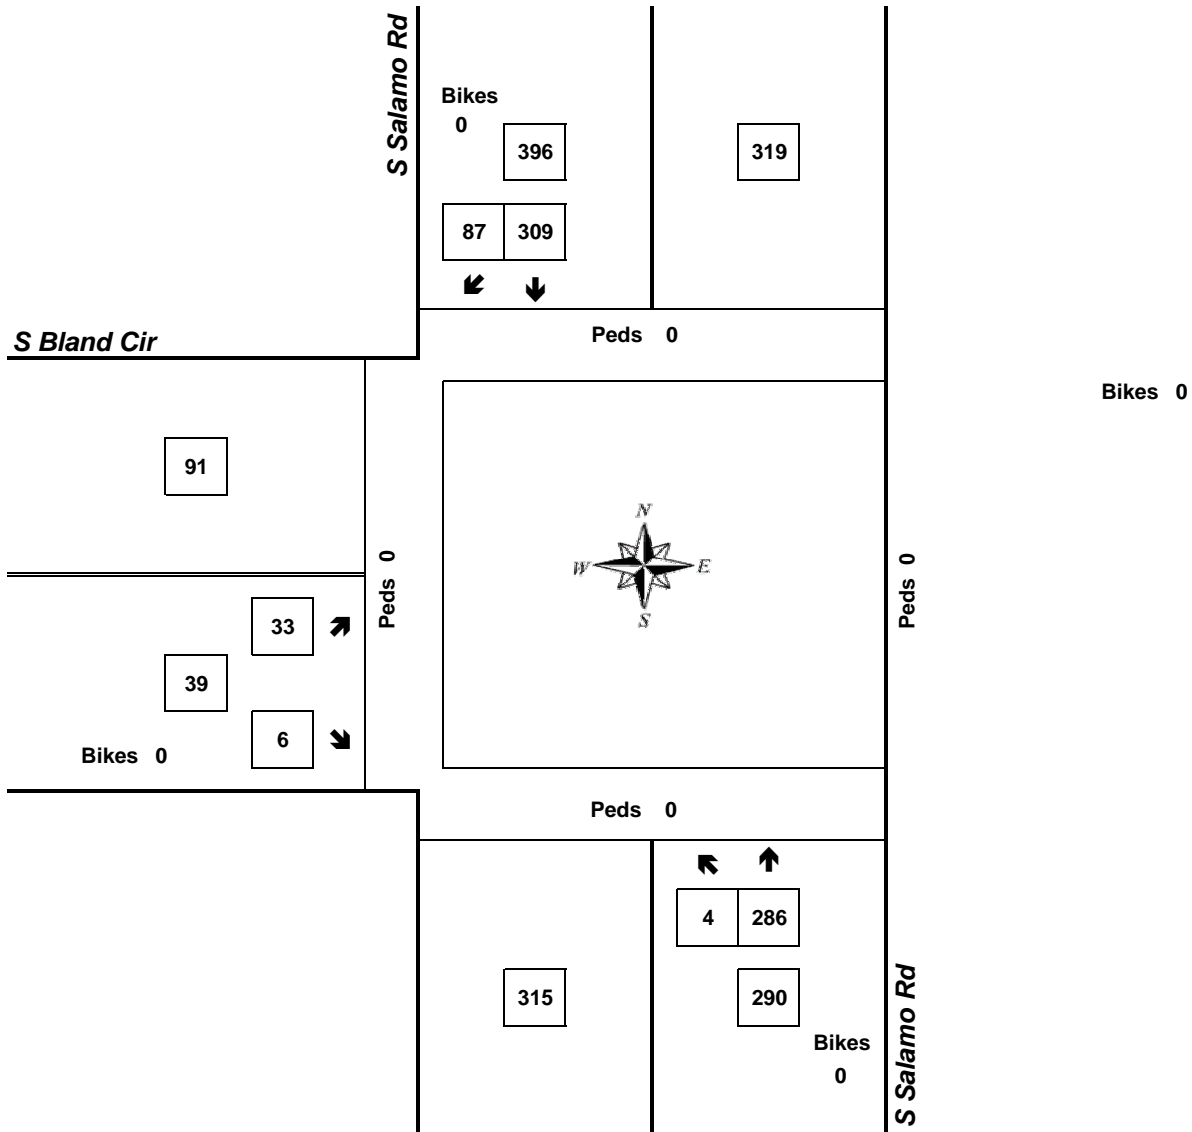 S Salamo Rd
Bikes
0
396
319
87 309
Peds 0
S Bland Cir
Bikes 0
91
N
W E
S
Peds 0
Peds 0
33
39
6
Bikes 0
Peds 0
4 286
315
290
S Salamo Rd
Bikes
0